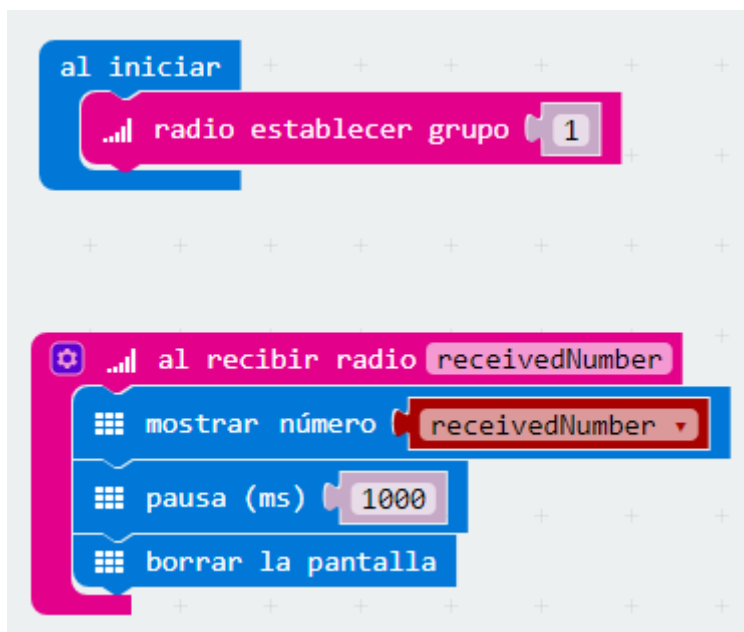 al iniciar
radio establecer grupo 1
al recibir radio receivedNumber
mostrar número receivedNumber
pausa (ms) 1000
borrar la pantalla